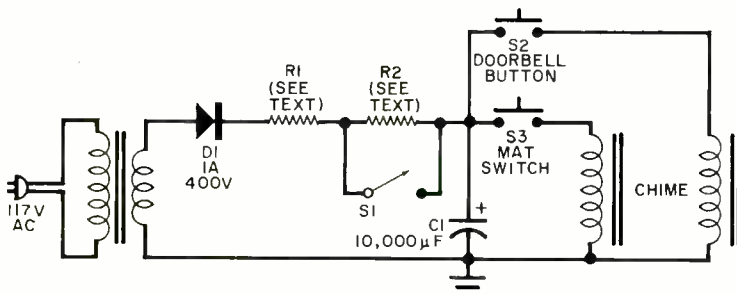 R1
(SEE
TEXT)
R2
(SEE
TEXT)
S2
DOORBELL
BUTTON
D1
1A
400V
S3
MAT
SWITCH
117V
AC
S1
+
C1
10,000µF
CHIME